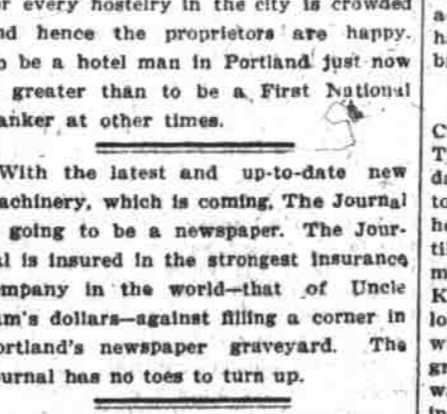 or every hostelry in the city is crowded
nd hence the proprietors are happy.
o be a hotel man in Portland just now
greater than to be a First National
anker at other times.
With the latest and up-to-date new
achinery, which is coming, The Journal
going to be a newspaper. The Jour-
al is insured in the strongest insurance
mpany in the world—that of Uncle
am's dollars—against filling a corner in
ortland's newspaper graveyard. The
ournal has no toes to turn up.